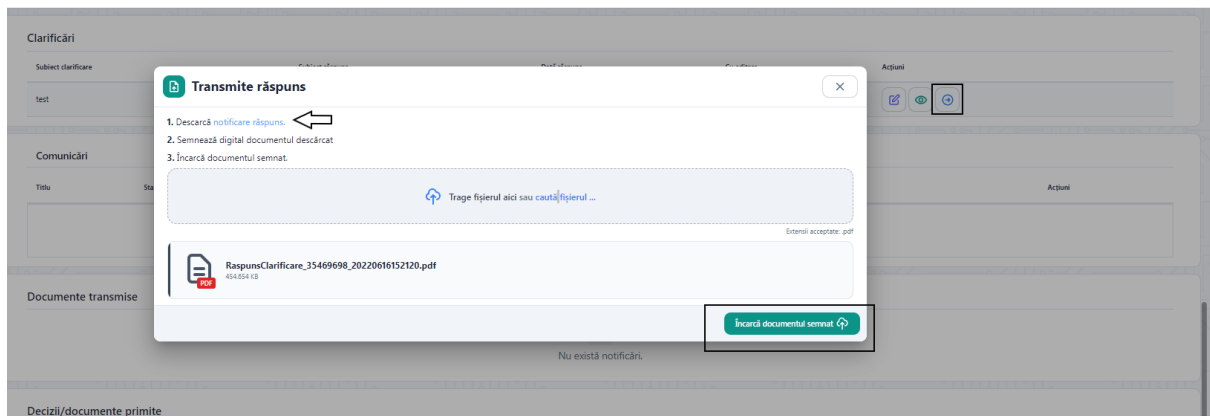 Clarificări
Subiect clarificare
Acțiuni
test
Transmite răspuns
1. Descarcă notificare răspuns.
2. Semnează digital documentul descărcat
3. Încarcă documentul semnat.
Trage fișierul aici sau caută fișierul ...
Extensii acceptate: .pdf
PDF
RaspunsClarificare_35469698_20220616152120.pdf
454.654 KB
Încarcă documentul semnat
Comunicări
Titlu
Acțiuni
Documente transmise
Nu există notificări.
Decizii/documente primite